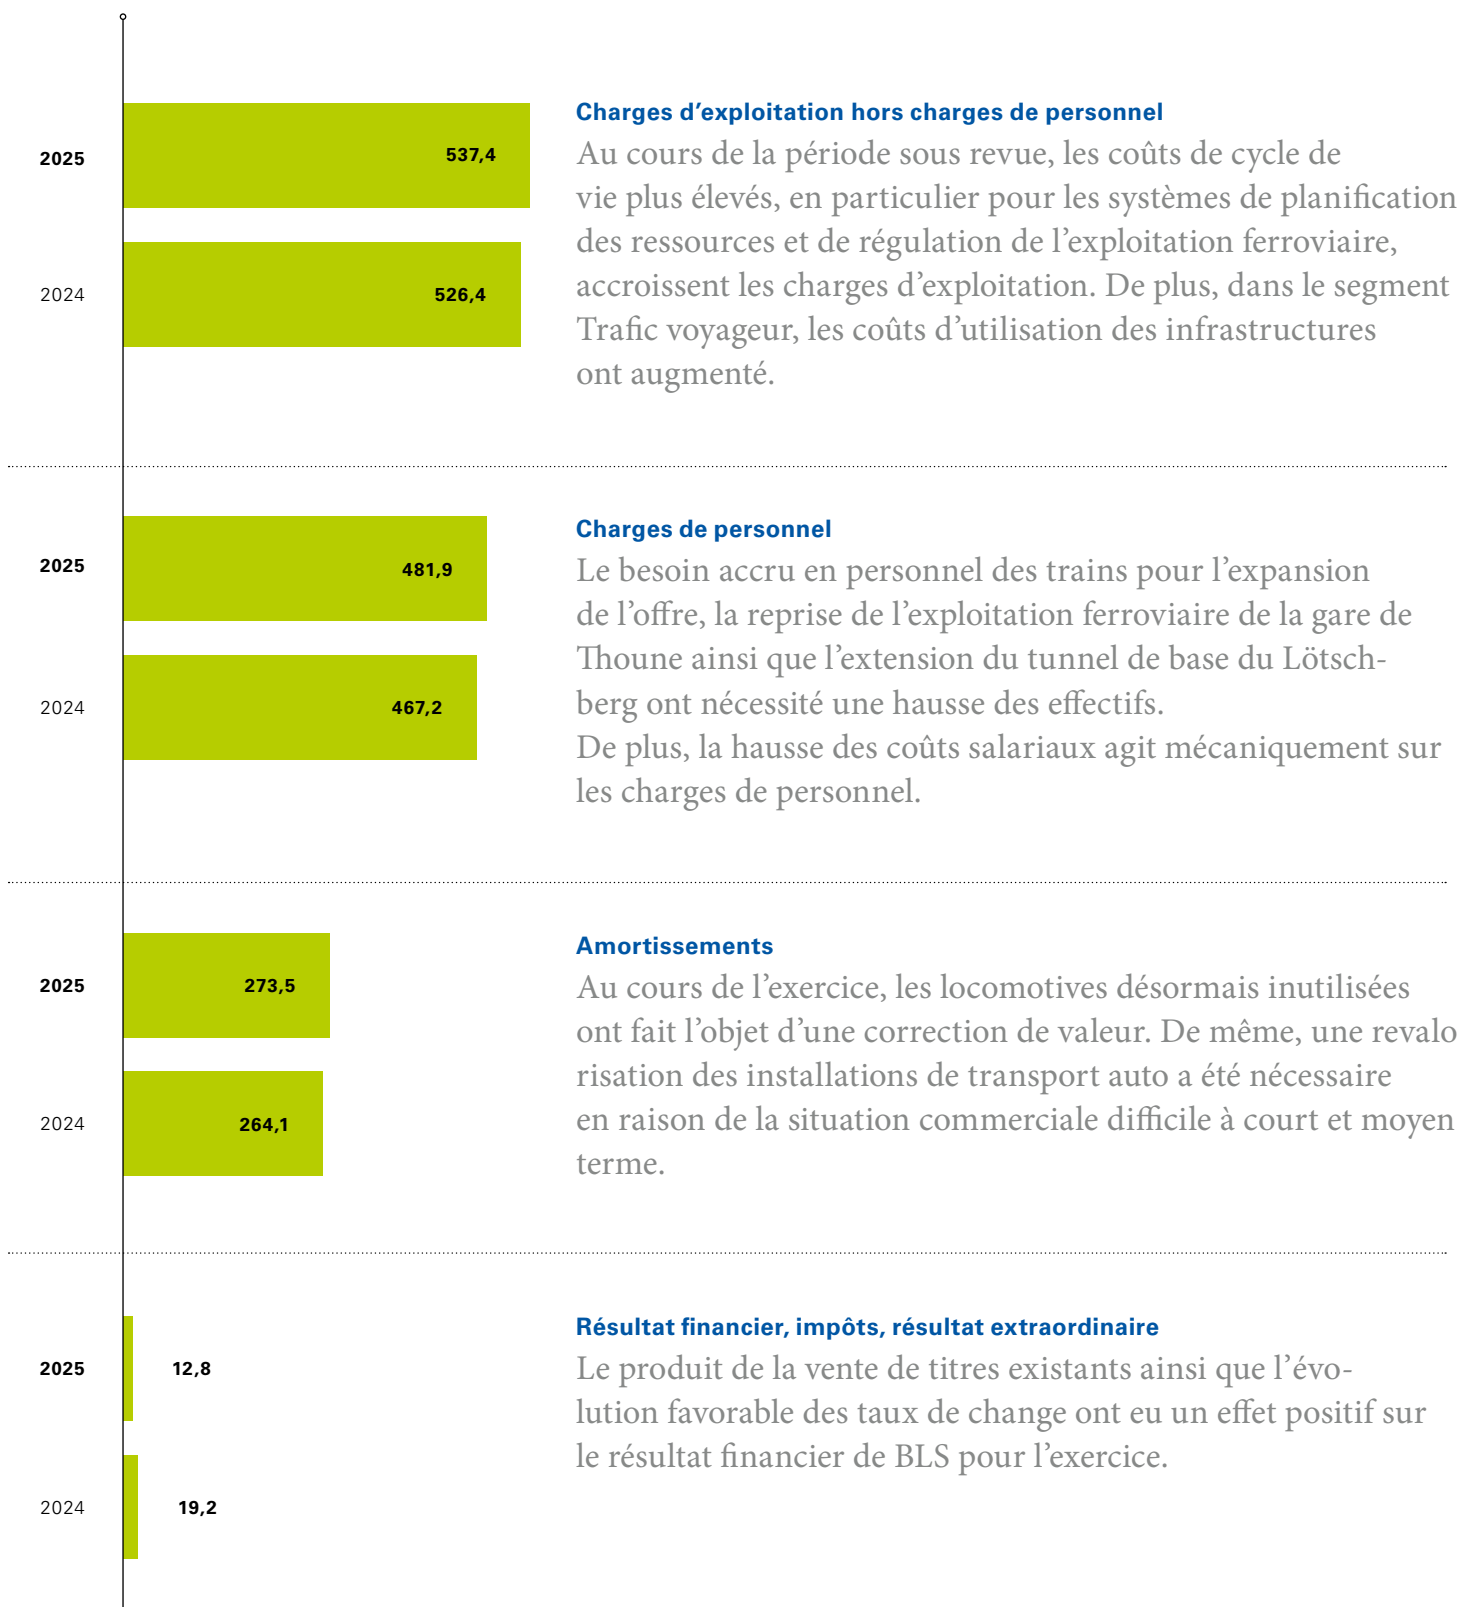 Charges d’exploitation hors charges de personnel
2025
537,4
2024
526,4
Au cours de la période sous revue, les coûts de cycle de
vie plus élevés, en particulier pour les systèmes de planification
des ressources et de régulation de l’exploitation ferroviaire,
accroissent les charges d’exploitation. De plus, dans le segment
Trafic voyageur, les coûts d’utilisation des infrastructures
ont augmenté.
Charges de personnel
2025
481,9
2024
467,2
Le besoin accru en personnel des trains pour l’expansion
de l’offre, la reprise de l’exploitation ferroviaire de la gare de
Thoune ainsi que l’extension du tunnel de base du Lötsch-
berg ont nécessité une hausse des effectifs.
De plus, la hausse des coûts salariaux agit mécaniquement sur
les charges de personnel.
Amortissements
2025
273,5
2024
264,1
Au cours de l’exercice, les locomotives désormais inutilisées
ont fait l’objet d’une correction de valeur. De même, une revalo
risation des installations de transport auto a été nécessaire
en raison de la situation commerciale difficile à court et moyen
terme.
Résultat financier, impôts, résultat extraordinaire
2025
12,8
2024
19,2
Le produit de la vente de titres existants ainsi que l’évo-
lution favorable des taux de change ont eu un effet positif sur
le résultat financier de BLS pour l’exercice.